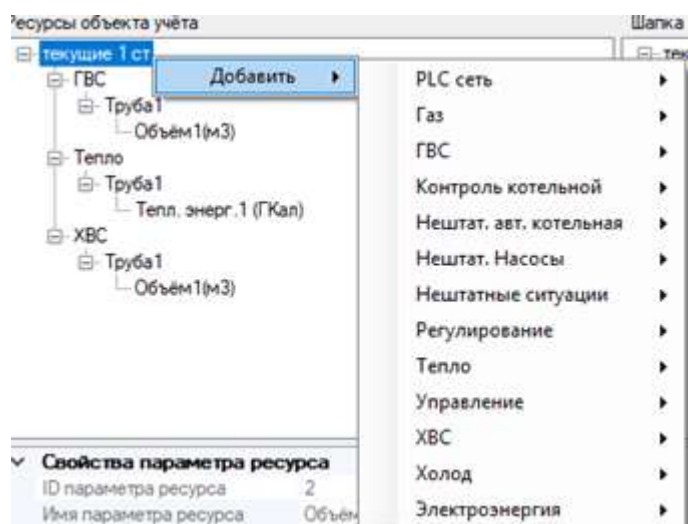 Ресурсы объекта учёта
Шапка
текущие 1 ст
ГВС
Труба1
Объём1(м3)
Тепло
Труба1
Тепл. энерг.1 (ГКал)
ХВС
Труба1
Объём1(м3)
Добавить
PLC сеть
Газ
ГВС
Контроль котельной
Нештат. авт. котельная
Нештат. Насосы
Нештатные ситуации
Регулирование
Тепло
Управление
ХВС
Холод
Электроэнергия
тек
Свойства параметра ресурса
ID параметра ресурса 2
Имя параметра ресурса Объём